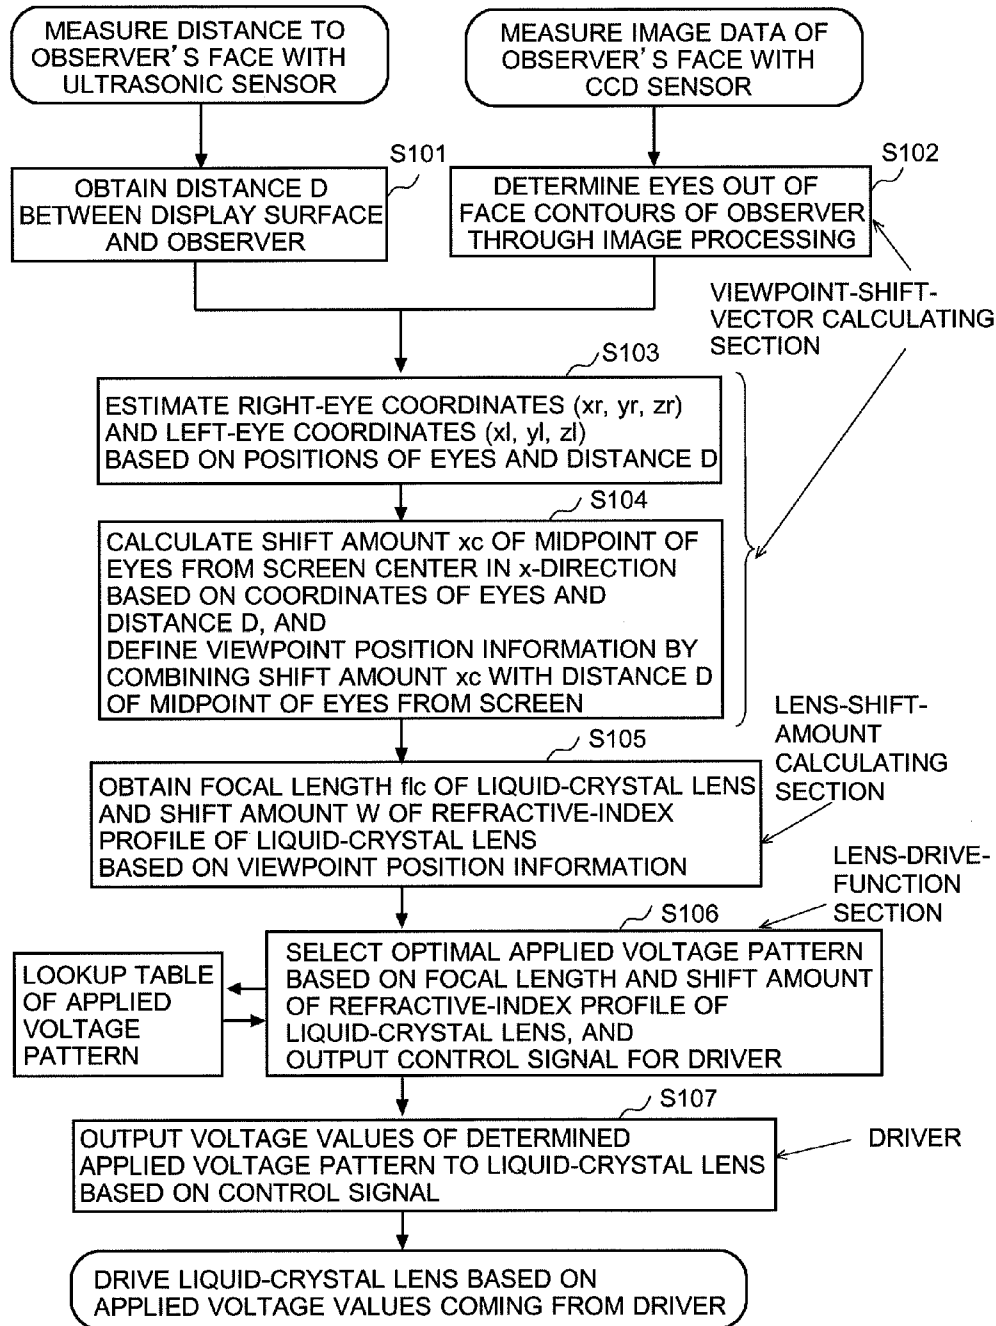 MEASURE DISTANCE TO
OBSERVER'S FACE WITH
ULTRASONIC SENSOR
MEASURE IMAGE DATA OF
OBSERVER'S FACE WITH
CCD SENSOR
S101
S102
OBTAIN DISTANCE D
BETWEEN DISPLAY SURFACE
AND OBSERVER
DETERMINE EYES OUT OF
FACE CONTOURS OF OBSERVER
THROUGH IMAGE PROCESSING
VIEWPOINT-SHIFT-
VECTOR CALCULATING
SECTION
S103
ESTIMATE RIGHT-EYE COORDINATES (xr, yr, zr)
AND LEFT-EYE COORDINATES (xl, yl, zl)
BASED ON POSITIONS OF EYES AND DISTANCE D
S104
CALCULATE SHIFT AMOUNT xc OF MIDPOINT OF
EYES FROM SCREEN CENTER IN x-DIRECTION
BASED ON COORDINATES OF EYES AND
DISTANCE D, AND
DEFINE VIEWPOINT POSITION INFORMATION BY
COMBINING SHIFT AMOUNT xc WITH DISTANCE D
OF MIDPOINT OF EYES FROM SCREEN
LENS-SHIFT-
AMOUNT
CALCULATING
SECTION
S105
OBTAIN FOCAL LENGTH flc OF LIQUID-CRYSTAL LENS
AND SHIFT AMOUNT W OF REFRACTIVE-INDEX
PROFILE OF LIQUID-CRYSTAL LENS
BASED ON VIEWPOINT POSITION INFORMATION
LENS-DRIVE-
FUNCTION
SECTION
S106
SELECT OPTIMAL APPLIED VOLTAGE PATTERN
BASED ON FOCAL LENGTH AND SHIFT AMOUNT
OF REFRACTIVE-INDEX PROFILE OF
LIQUID-CRYSTAL LENS, AND
OUTPUT CONTROL SIGNAL FOR DRIVER
LOOKUP TABLE
OF APPLIED
VOLTAGE
PATTERN
S107
OUTPUT VOLTAGE VALUES OF DETERMINED
APPLIED VOLTAGE PATTERN TO LIQUID-CRYSTAL LENS
BASED ON CONTROL SIGNAL
DRIVER
DRIVE LIQUID-CRYSTAL LENS BASED ON
APPLIED VOLTAGE VALUES COMING FROM DRIVER